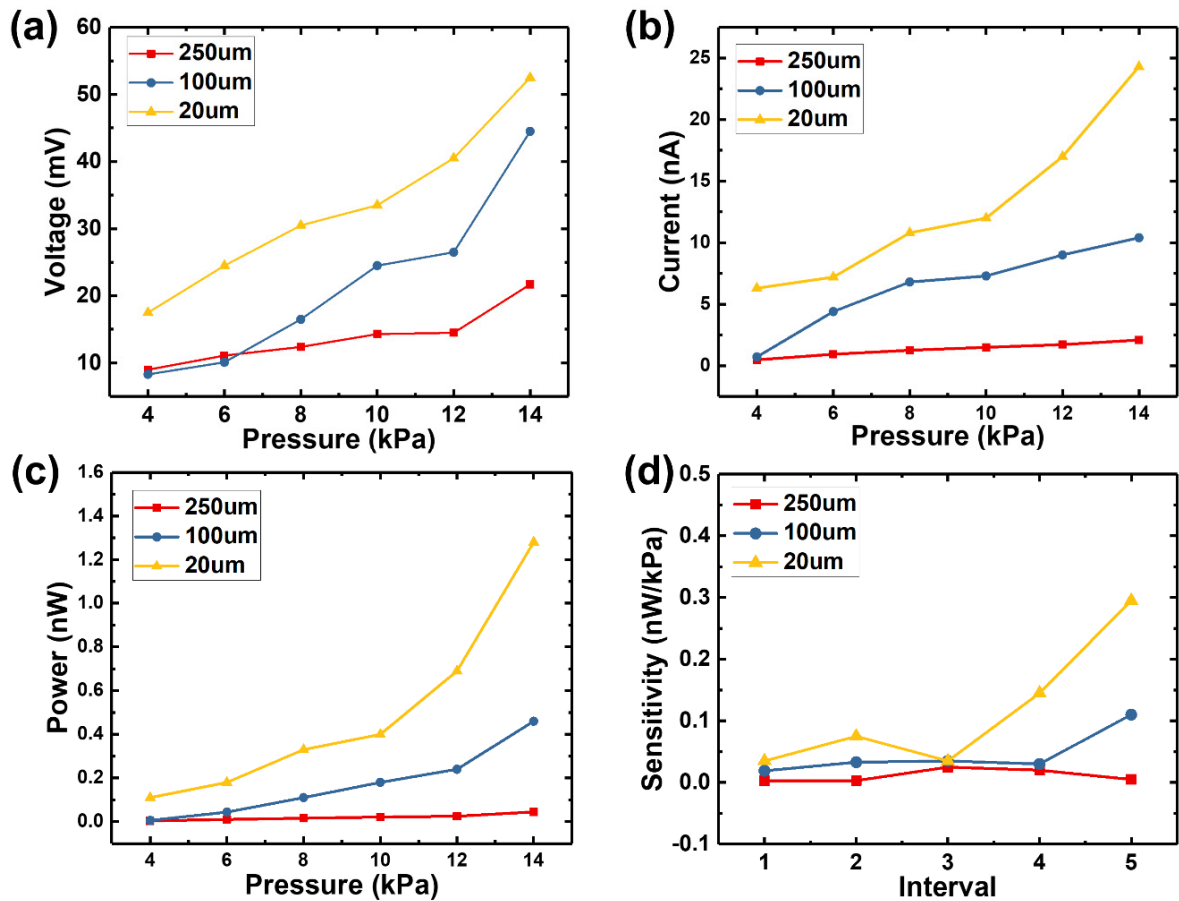 (a)
250um
100um
20um
60
50
40
30
20
10
Voltage (mV)
4 6 8 10 12 14
Pressure (kPa)
(b)
250um
100um
20um
25
20
15
10
5
0
Current (nA)
4 6 8 10 12 14
Pressure (kPa)
(c)
250um
100um
20um
1.6
1.4
1.2
1.0
0.8
0.6
0.4
0.2
0.0
Power (nW)
4 6 8 10 12 14
Pressure (kPa)
(d)
250um
100um
20um
0.5
0.4
0.3
0.2
0.1
0.0
-0.1
Sensitivity (nW/kPa)
1 2 3 4 5
Interval